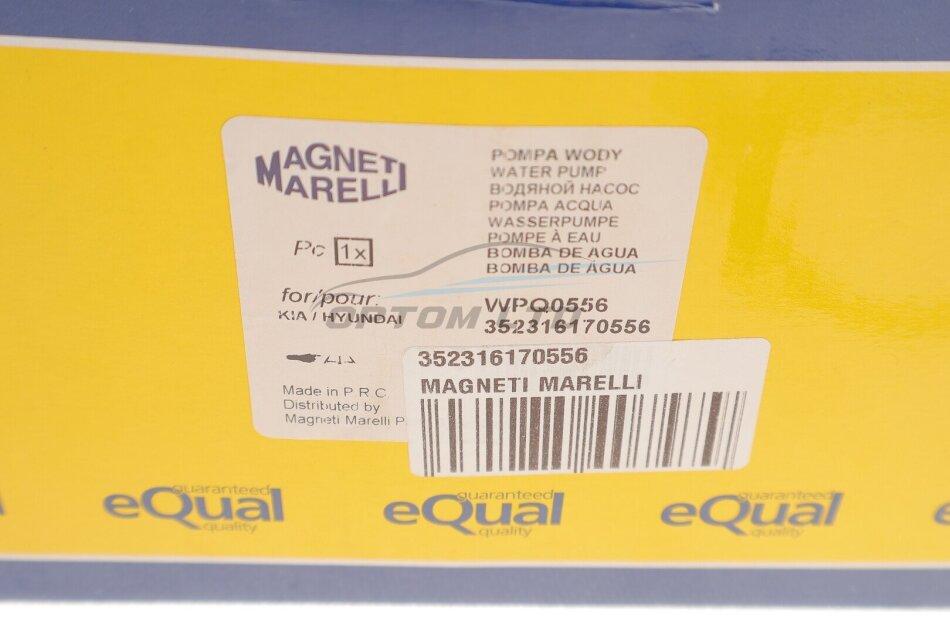 MAGNETI
MARELLI
POMPA WODY
WATER PUMP
ВОДЯНОЙ НАСОС
POMPA ACQUA
WASSERPUMPE
POMPE À EAU
BOMBA DE AGUA
BOMBA DE ÁGUA
Pc 1x
for/pour:
KIA / HYUNDAI
WPQ0556
352316170556
OPTOM LTD
Made in P R C
Distributed by
Magneti Marelli P
352316170556
MAGNETI MARELLI
guaranteed
eQual
quality
guaranteed
eQual
quality
guaranteed
eQual
quality